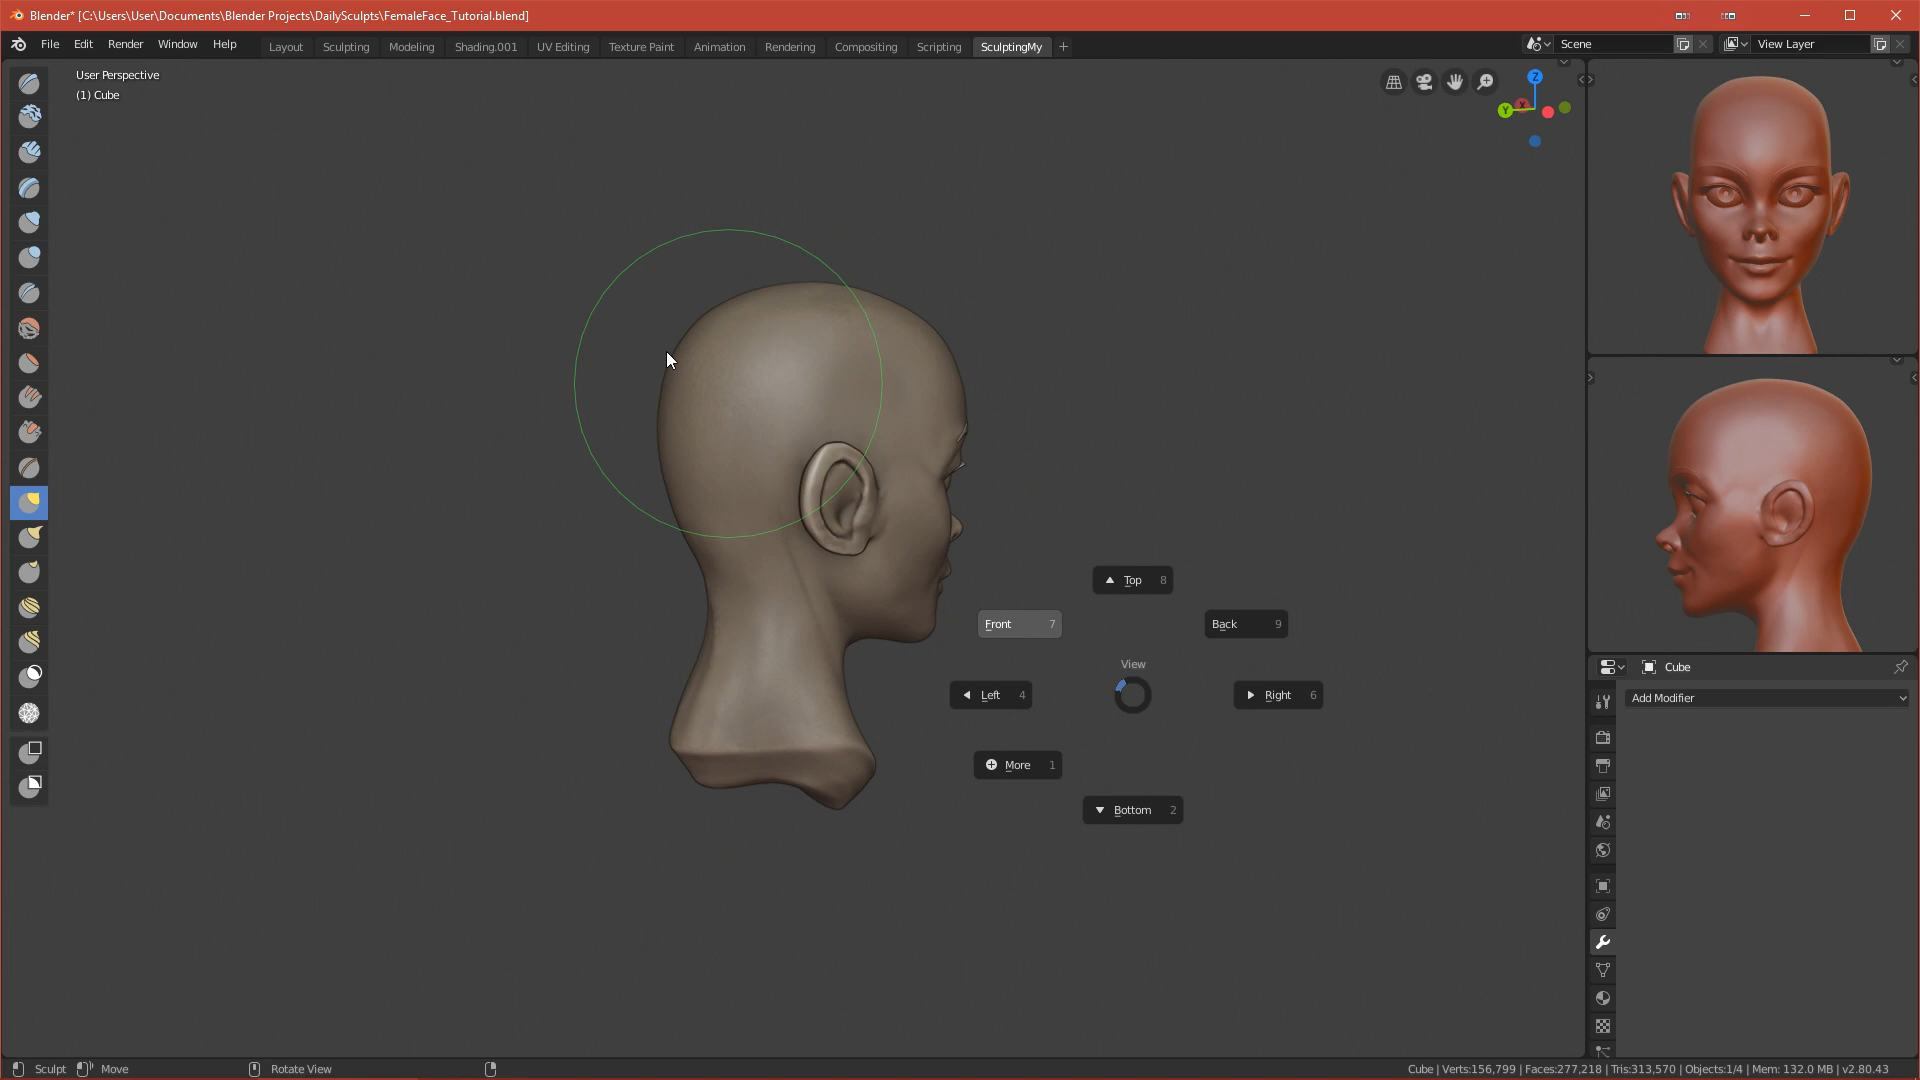 Blender* [C:\Users\User\Documents\Blender Projects\DailySculpts\FemaleFace_Tutorial.blend]
File Edit Render Window Help Layout Sculpting Modeling Shading.001 UV Editing Texture Paint Animation Rendering Compositing Scripting SculptingMy + Scene View Layer
User Perspective
(1) Cube
Z
Y X
Top 8
Front 7 Back 9
View
Left 4 Right 6
More 1
Bottom 2
Cube
Add Modifier
Sculpt Move Rotate View Cube | Verts:156,799 | Faces:277,218 | Tris:313,570 | Objects:1/4 | Mem: 132.0 MB | v2.80.43